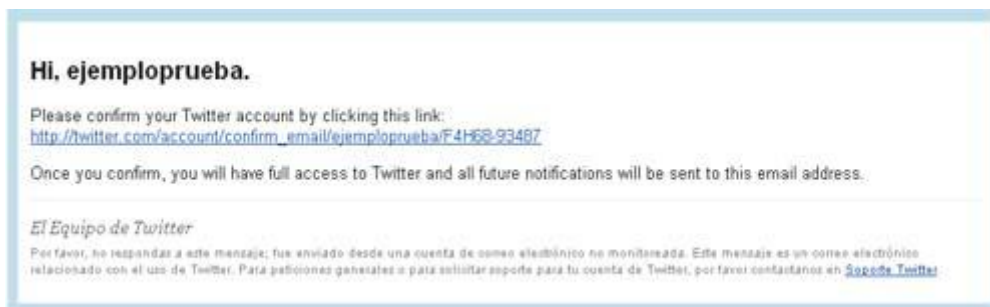 Hi, ejemploprueba.
Please confirm your Twitter account by clicking this link:
http://twitter.com/account/confirm_email/ejemploprueba/F4H68-93487
Once you confirm, you will have full access to Twitter and all future notifications will be sent to this email address.
El Equipo de Twitter
Por favor, no respondas a este mensaje; fue enviado desde una cuenta de correo electrónico no monitoreada. Este mensaje es un correo electrónico
relacionado con el uso de Twitter. Para peticiones generales o para solicitar soporte para tu cuenta de Twitter, por favor contactanos en Soporte Twitter